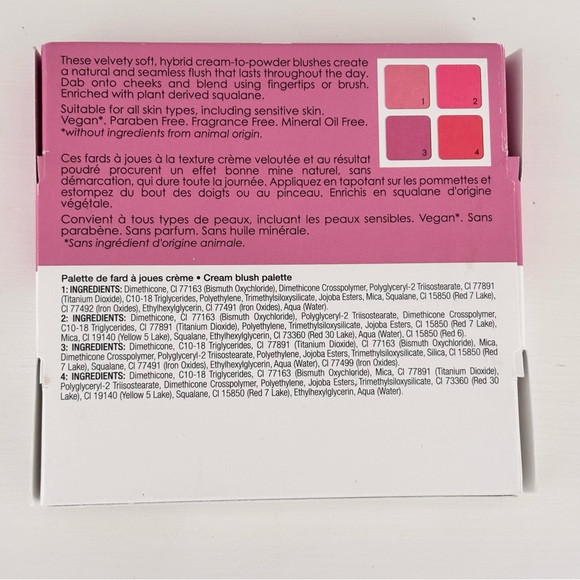 These velvety soft, hybrid cream-to-powder blushes create
a natural and seamless flush that lasts throughout the day.
Dab onto cheeks and blend using fingertips or brush.
Enriched with plant derived squalane.
Suitable for all skin types, including sensitive skin.
Vegan*. Paraben Free. Fragrance Free. Mineral Oil Free.
*without ingredients from animal origin.
1
2
3
4
Ces fards à joues à la texture crème veloutée et au résultat
poudré procurent un effet bonne mine naturel, sans
démarcation, qui dure toute la journée. Appliquez en tapotant sur les pommettes et
estompez du bout des doigts ou au pinceau. Enrichis en squalane d'origine
végétale.
Convient à tous types de peaux, incluant les peaux sensibles. Vegan*. Sans
parabène. Sans parfum. Sans huile minérale.
*Sans ingrédient d'origine animale.
Palette de fard à joues crème • Cream blush palette
1: INGREDIENTS: Dimethicone, CI 77163 (Bismuth Oxychloride), Dimethicone Crosspolymer, Polyglyceryl-2 Triisostearate, CI 77891
(Titanium Dioxide), C10-18 Triglycerides, Polyethylene, Trimethylsiloxysilicate, Jojoba Esters, Mica, Squalane, CI 15850 (Red 7 Lake),
CI 77492 (Iron Oxides), Ethylhexylglycerin, CI 77491 (Iron Oxides), Aqua (Water).
2: INGREDIENTS: Dimethicone, CI 77163 (Bismuth Oxychloride), Polyglyceryl-2 Triisostearate, Dimethicone Crosspolymer,
C10-18 Triglycerides, CI 77891 (Titanium Dioxide), Polyethylene, Trimethylsiloxysilicate, Jojoba Esters, CI 15850 (Red 7 Lake),
Mica, CI 19140 (Yellow 5 Lake), Squalane, Ethylhexylglycerin, CI 73360 (Red 30 Lake), Aqua (Water), CI 15850 (Red 6).
3: INGREDIENTS: Dimethicone, C10-18 Triglycerides, CI 77891 (Titanium Dioxide), CI 77163 (Bismuth Oxychloride), Mica,
Dimethicone Crosspolymer, Polyglyceryl-2 Triisostearate, Polyethylene, Jojoba Esters, Trimethylsiloxysilicate, Silica, CI 15850 (Red
7 Lake), Squalane, CI 77491 (Iron Oxides), Ethylhexylglycerin, Aqua (Water), CI 77499 (Iron Oxides).
4: INGREDIENTS: Dimethicone, C10-18 Triglycerides, CI 77163 (Bismuth Oxychloride), Mica, CI 77891 (Titanium Dioxide),
Polyglyceryl-2 Triisostearate, Dimethicone Crosspolymer, Polyethylene, Jojoba Esters, Trimethylsiloxysilicate, CI 73360 (Red 30
Lake), CI 19140 (Yellow 5 Lake), Squalane, CI 15850 (Red 7 Lake), Ethylhexylglycerin, Aqua (Water).